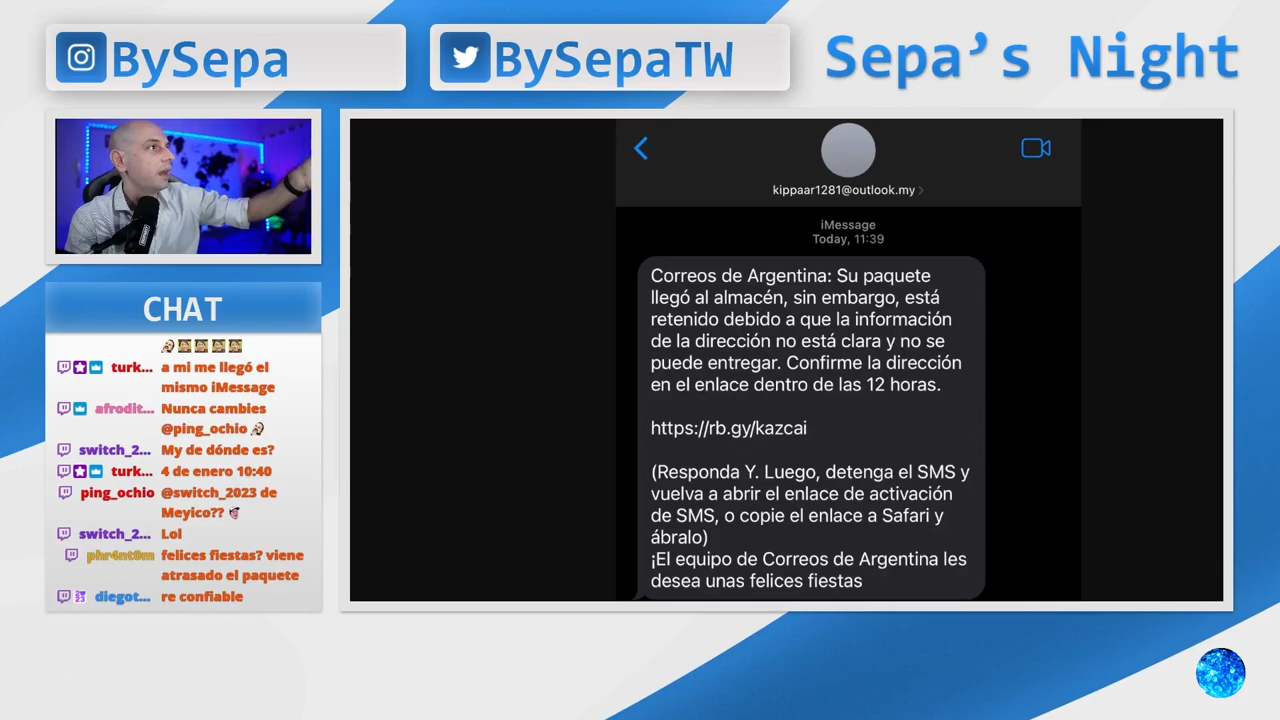 BySepa
BySepaTW
Sepa's Night
kippaar1281@outlook.my
iMessage
Today, 11:39
Correos de Argentina: Su paquete
llegó al almacén, sin embargo, está
retenido debido a que la información
de la dirección no está clara y no se
puede entregar. Confirme la dirección
en el enlace dentro de las 12 horas.
https://rb.gy/kazcai
(Responda Y. Luego, detenga el SMS y
vuelva a abrir el enlace de activación
de SMS, o copie el enlace a Safari y
ábralo)
¡El equipo de Correos de Argentina les
desea unas felices fiestas
CHAT
turk... a mi me llegó el
mismo iMessage
afrodit... Nunca cambies
@ping_ochio
switch_2... My de dónde es?
turk... 4 de enero 10:40
ping_ochio @switch_2023 de
Meyico??
switch_2... Lol
phr4nt0m felices fiestas? viene
atrasado el paquete
diegot... re confiable